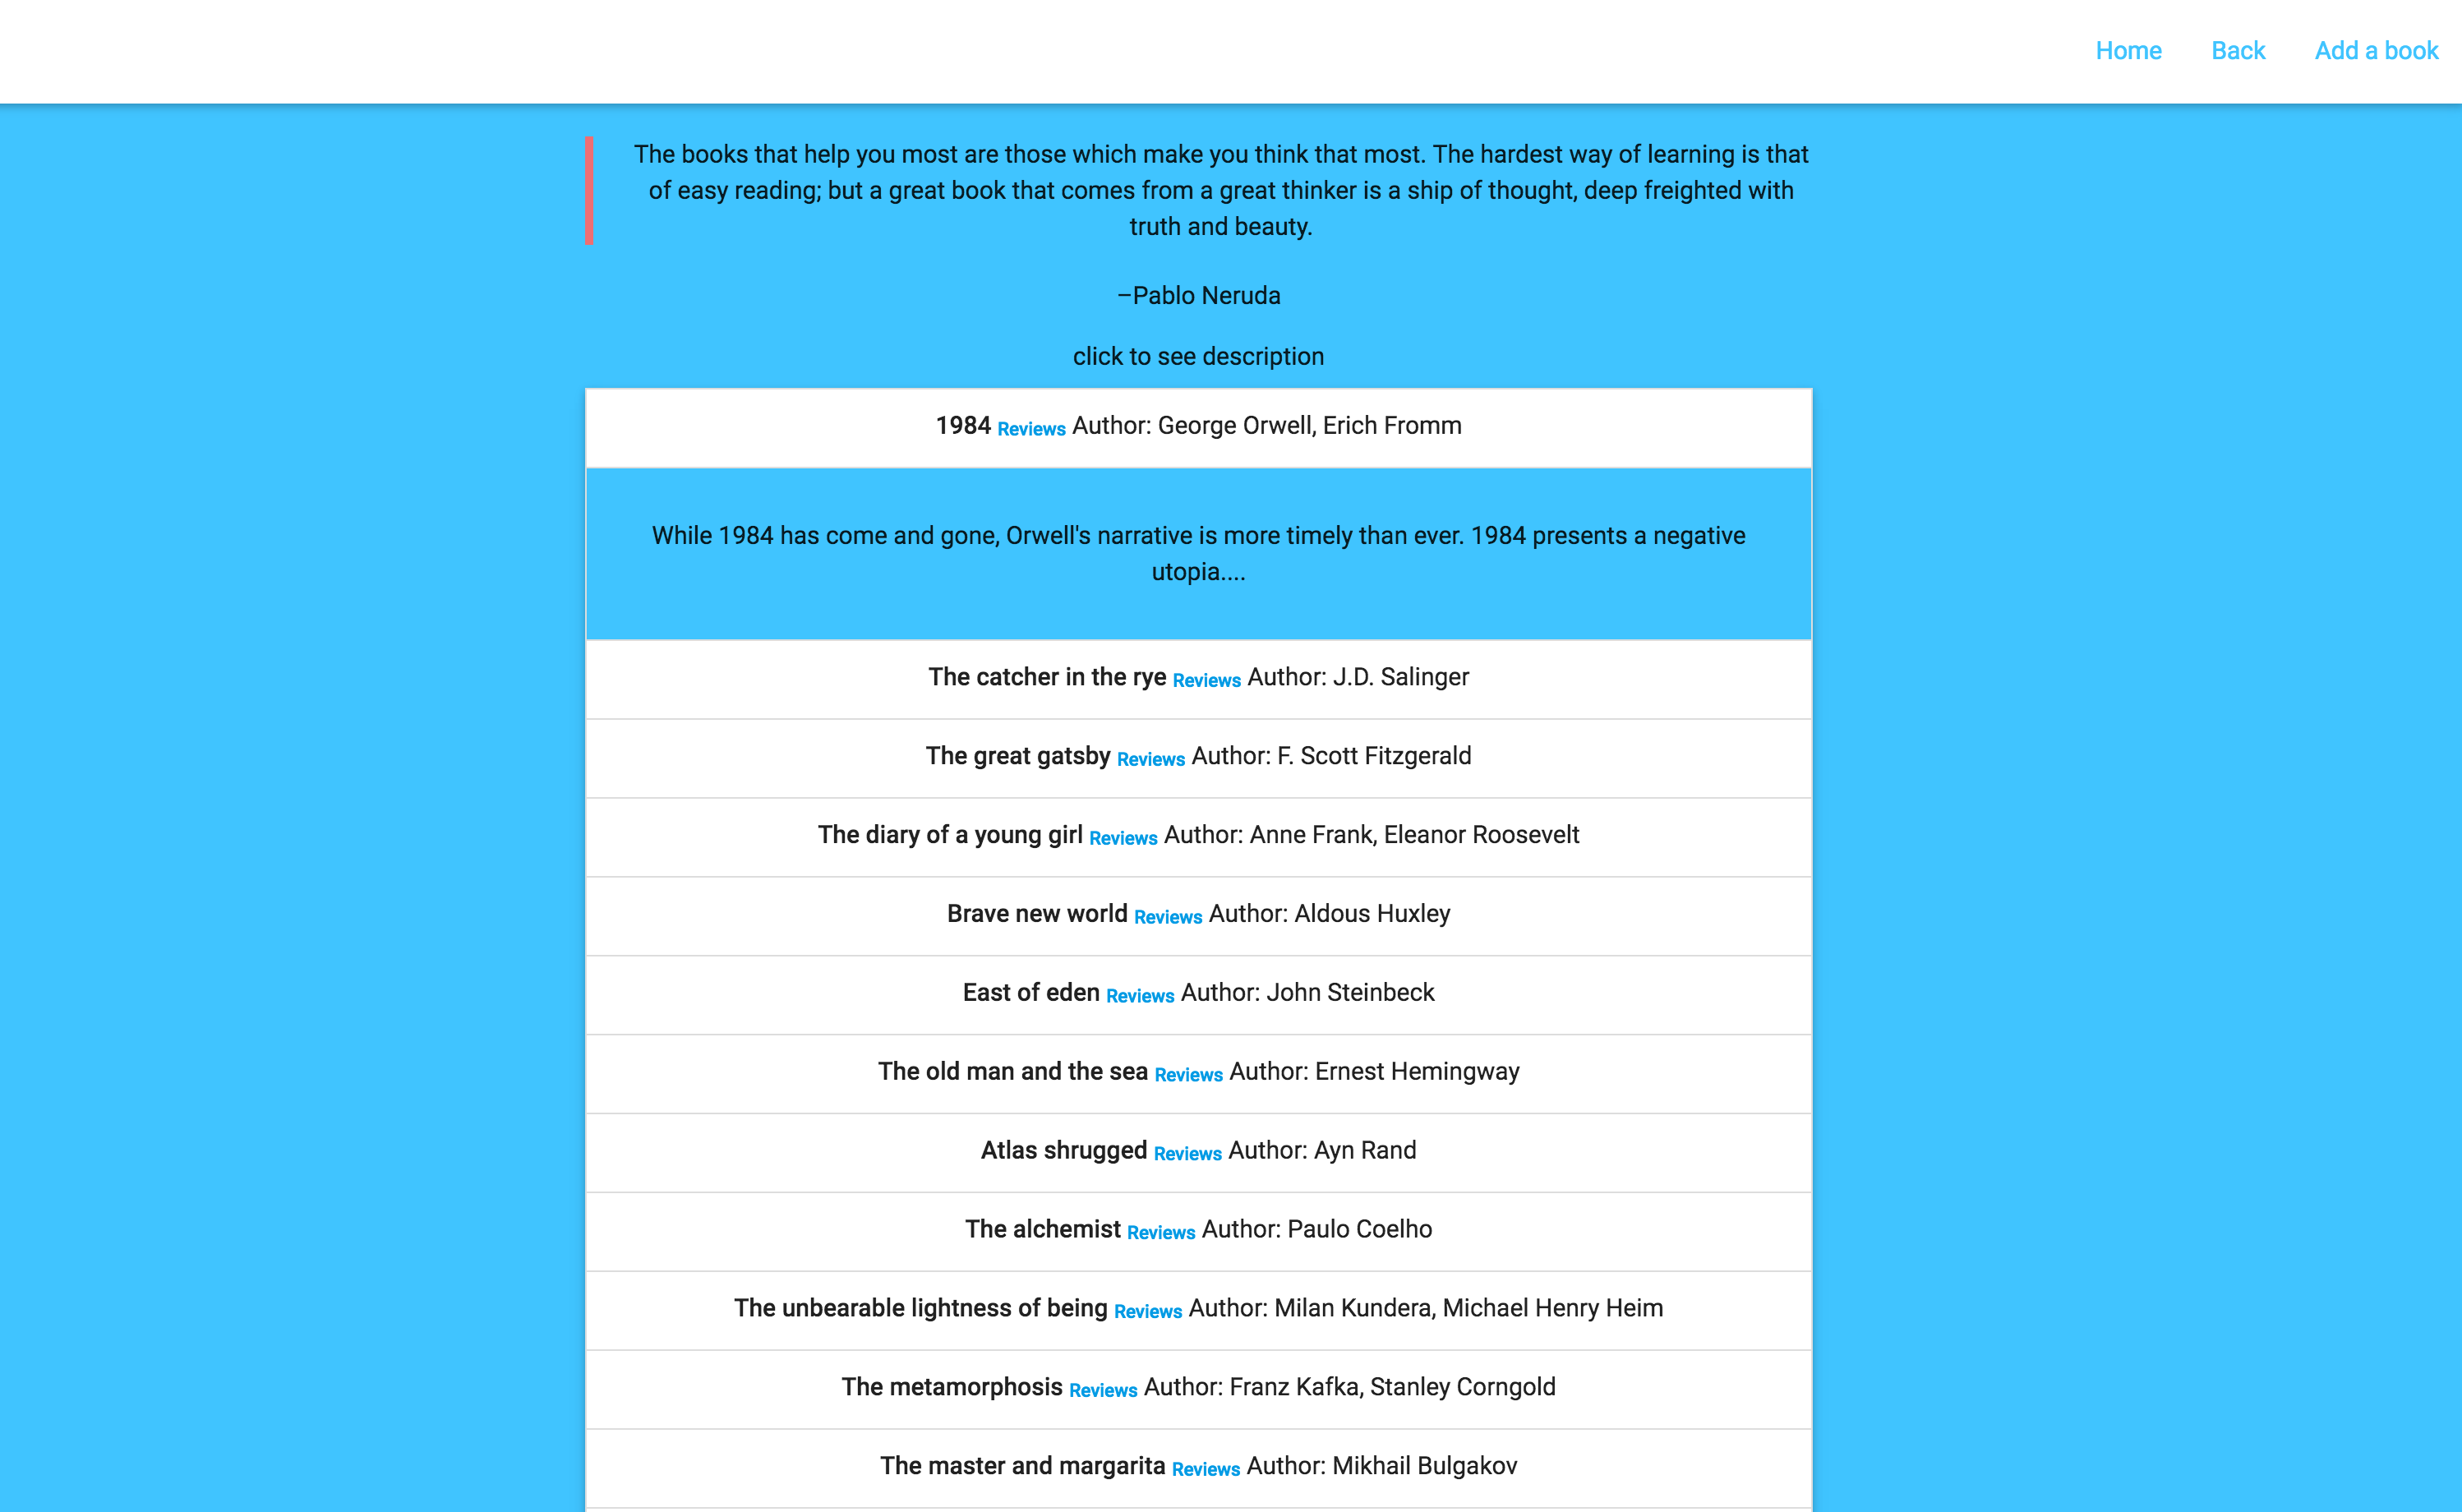 Home Back Add a book
The books that help you most are those which make you think that most. The hardest way of learning is that
of easy reading; but a great book that comes from a great thinker is a ship of thought, deep freighted with
truth and beauty.
–Pablo Neruda
click to see description
1984 Reviews Author: George Orwell, Erich Fromm
While 1984 has come and gone, Orwell's narrative is more timely than ever. 1984 presents a negative
utopia....
The catcher in the rye Reviews Author: J.D. Salinger
The great gatsby Reviews Author: F. Scott Fitzgerald
The diary of a young girl Reviews Author: Anne Frank, Eleanor Roosevelt
Brave new world Reviews Author: Aldous Huxley
East of eden Reviews Author: John Steinbeck
The old man and the sea Reviews Author: Ernest Hemingway
Atlas shrugged Reviews Author: Ayn Rand
The alchemist Reviews Author: Paulo Coelho
The unbearable lightness of being Reviews Author: Milan Kundera, Michael Henry Heim
The metamorphosis Reviews Author: Franz Kafka, Stanley Corngold
The master and margarita Reviews Author: Mikhail Bulgakov